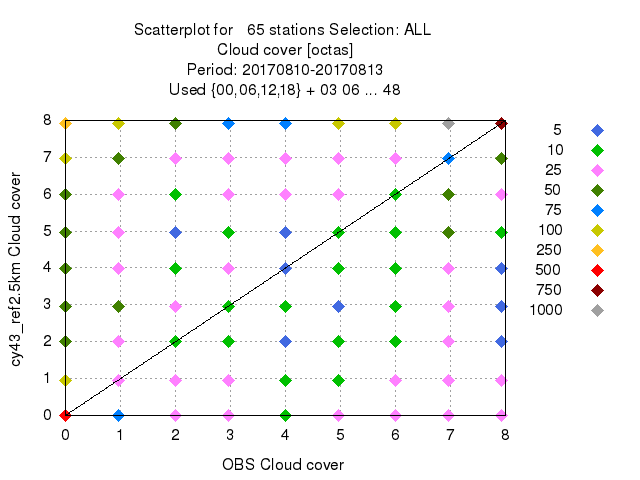 Scatterplot for   65 stations Selection: ALL
Cloud cover [octas]
Period: 20170810-20170813
Used {00,06,12,18} + 03 06 ... 48
cy43_ref2.5km Cloud cover
8
7
6
5
4
3
2
1
0
0 1 2 3 4 5 6 7 8
OBS Cloud cover
5
10
25
50
75
100
250
500
750
1000